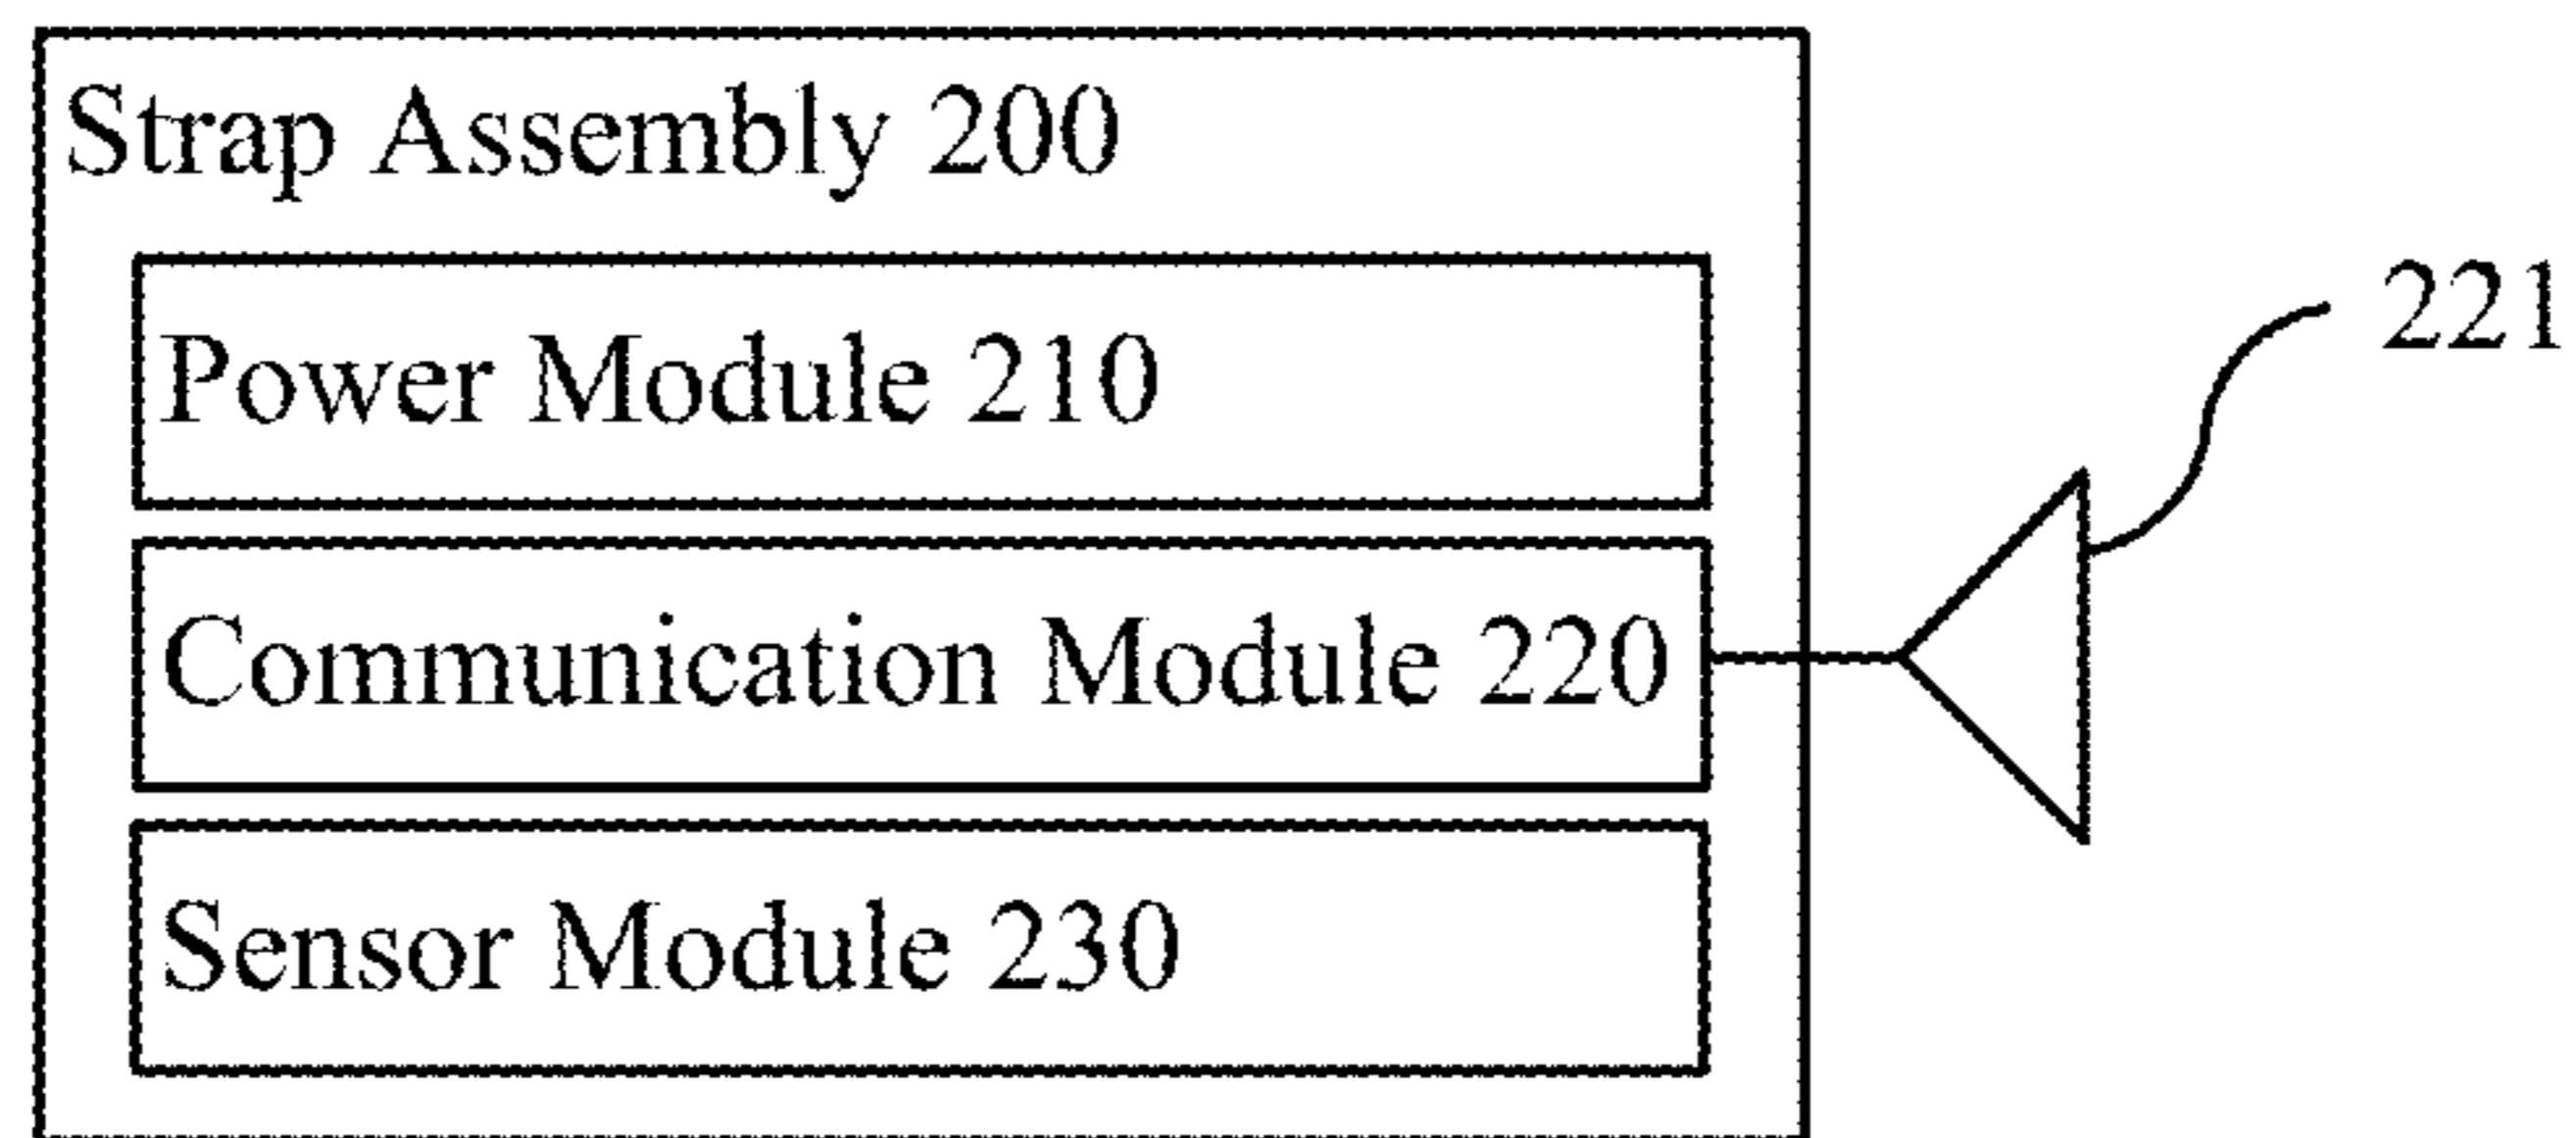 Strap Assembly 200
Power Module 210
221
Communication Module 220
Sensor Module 230